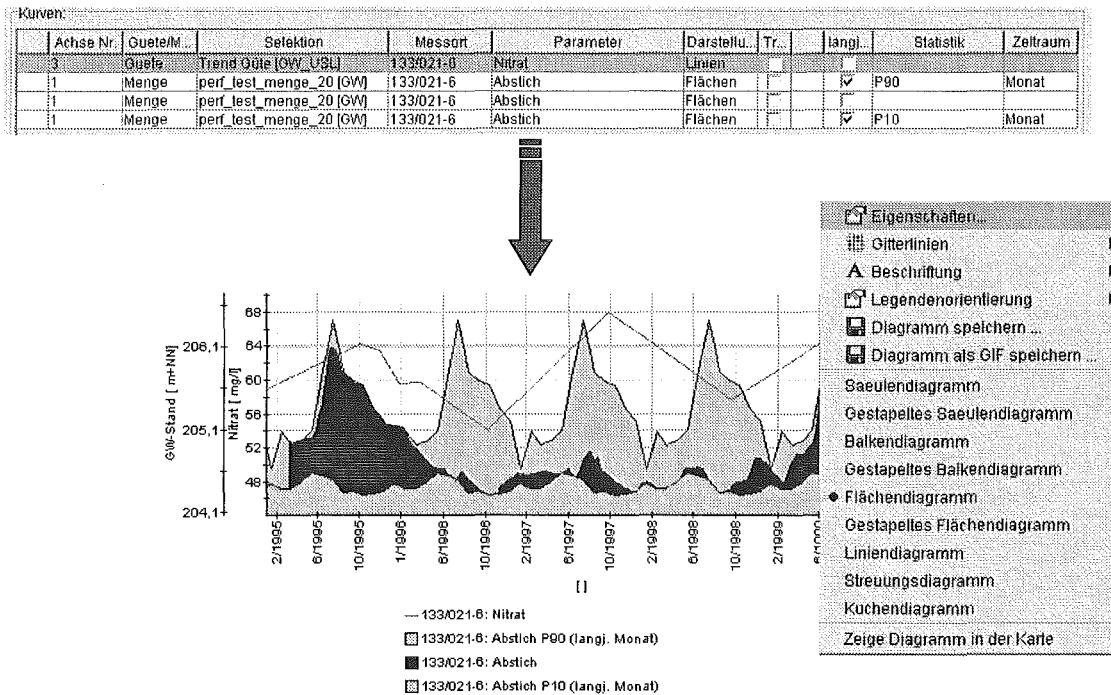 Kurven:
Achse Nr. Guete/M... Selektion Messort Parameter Darstellu... Tr... langj... Statistik Zeitraum
3 Guete Trend Güte [GW_USL] 133/021-6 Nitrat Linien
1 Menge perf_test_menge_20 [GW] 133/021-6 Abstich Flächen P90 Monat
1 Menge perf_test_menge_20 [GW] 133/021-6 Abstich Flächen
1 Menge perf_test_menge_20 [GW] 133/021-6 Abstich Flächen P10 Monat
Eigenschaften...
Gitterlinien
A Beschriftung
Legendenorientierung
Diagramm speichern ...
Diagramm als GIF speichern ...
Saeulendiagramm
Gestapeltes Saeulendiagramm
Balkendiagramm
Gestapeltes Balkendiagramm
Flächendiagramm
Gestapeltes Flächendiagramm
Liniendiagramm
Streuungsdiagramm
Kuchendiagramm
Zeige Diagramm in der Karte
GW-Stand [ m+NN]
206,1
205,1
204,1
Nitrat [ mg/l]
68
64
60
56
52
48
2/1995
6/1995
10/1995
1/1996
6/1996
10/1996
2/1997
6/1997
10/1997
2/1998
6/1998
10/1998
2/1999
[ ]
133/021-6: Nitrat
133/021-6: Abstich P90 (langj. Monat)
133/021-6: Abstich
133/021-6: Abstich P10 (langj. Monat)